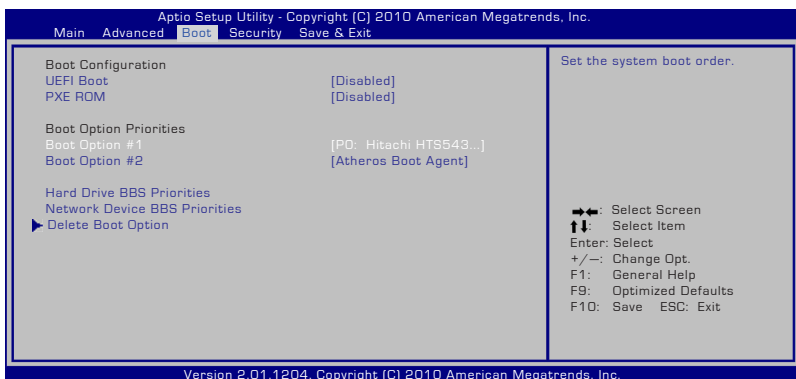 Aptio Setup Utility - Copyright (C) 2010 American Megatrends, Inc.
Main Advanced Boot Security Save & Exit
Boot Configuration
UEFI Boot [Disabled]
PXE ROM [Disabled]
Boot Option Priorities
Boot Option #1 [P0: Hitachi HTS543...]
Boot Option #2 [Atheros Boot Agent]
Hard Drive BBS Priorities
Network Device BBS Priorities
Delete Boot Option
Set the system boot order.
→←: Select Screen
↑↓: Select Item
Enter: Select
+/—: Change Opt.
F1: General Help
F9: Optimized Defaults
F10: Save ESC: Exit
Version 2.01.1204. Copyright (C) 2010 American Megatrends, Inc.